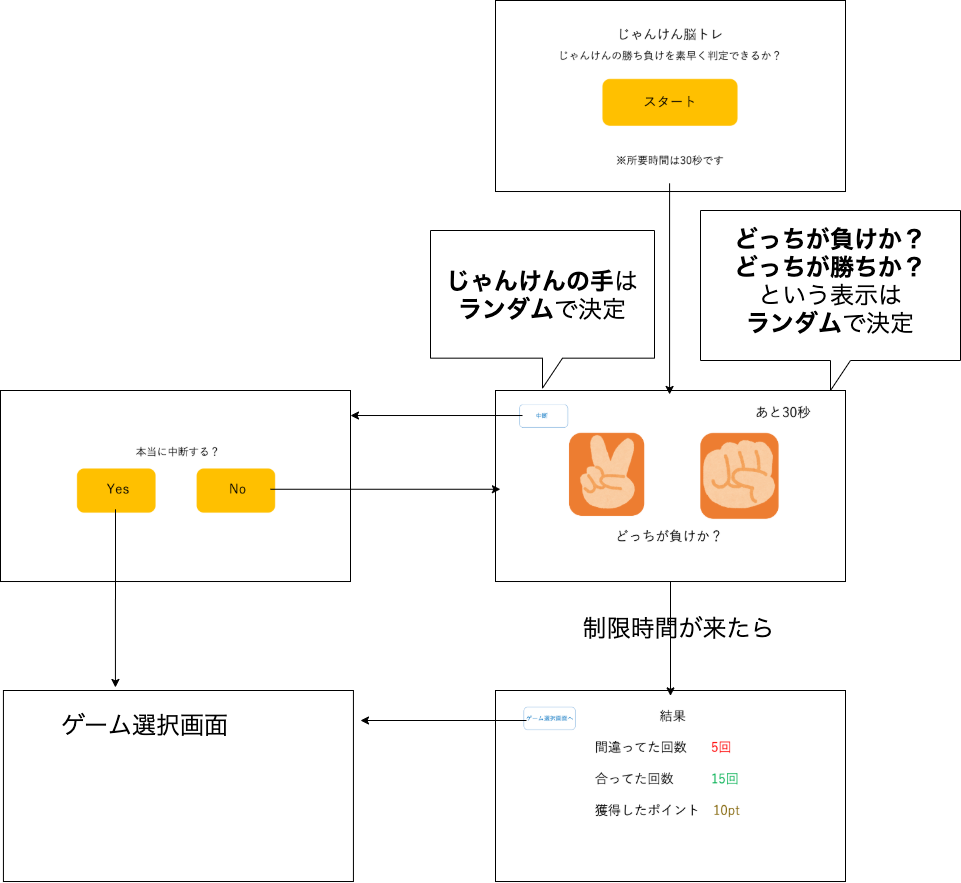 じゃんけん脳トレ
じゃんけんの勝ち負けを素早く判定できるか？
スタート
※所要時間は30秒です
じゃんけんの手は
ランダムで決定
どっちが負けか？
どっちが勝ちか？
という表示は
ランダムで決定
中断
あと30秒
どっちが負けか？
本当に中断する？
Yes
No
制限時間が来たら
ゲーム選択画面
ゲーム選択画面へ
結果
間違ってた回数 5回
合ってた回数 15回
獲得したポイント 10pt